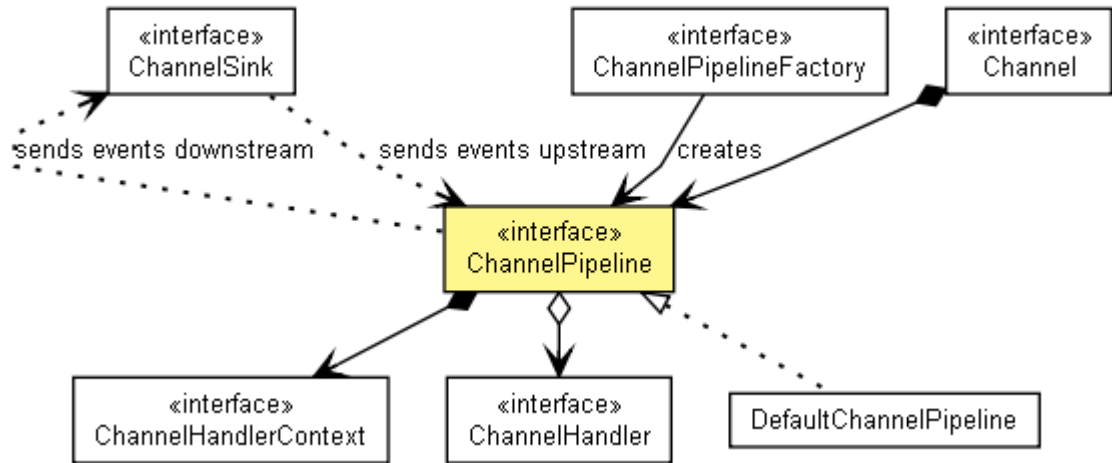 «interface»
ChannelSink
«interface»
ChannelPipelineFactory
«interface»
Channel
sends events downstream
sends events upstream
creates
«interface»
ChannelPipeline
«interface»
ChannelHandlerContext
«interface»
ChannelHandler
DefaultChannelPipeline